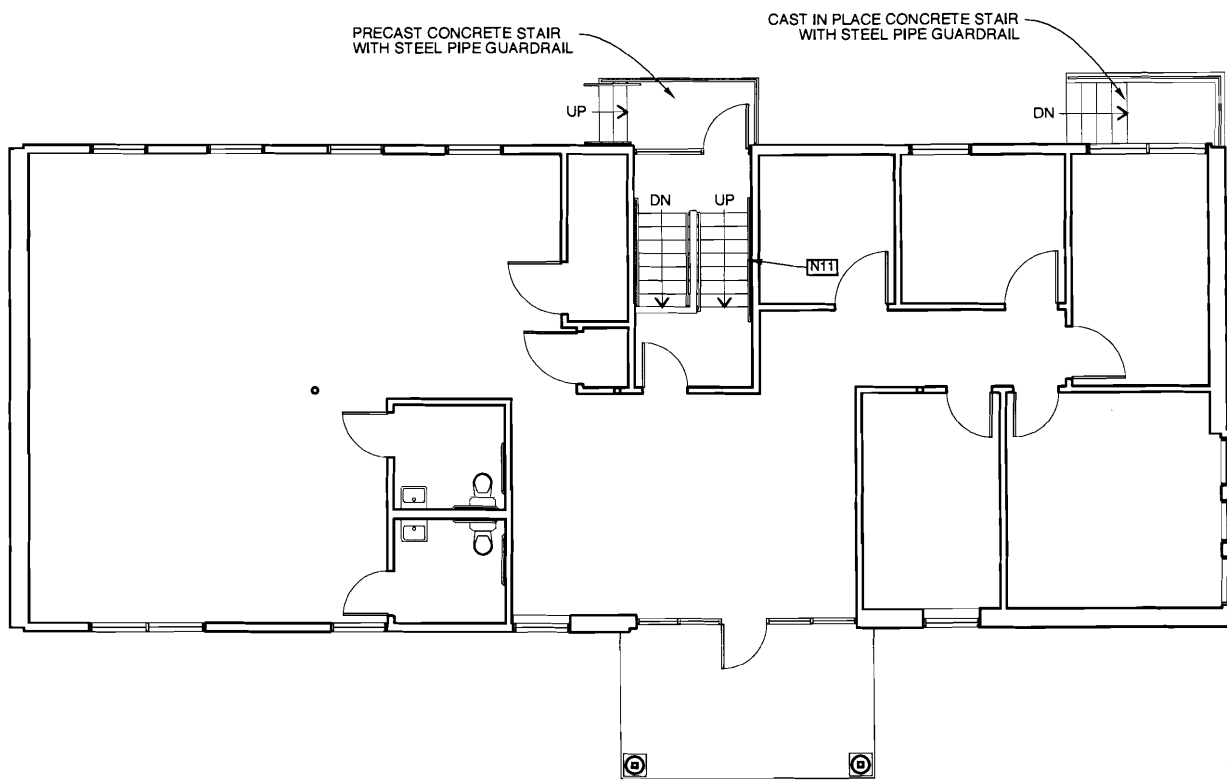 PRECAST CONCRETE STAIR
WITH STEEL PIPE GUARDRAIL
CAST IN PLACE CONCRETE STAIR
WITH STEEL PIPE GUARDRAIL
UP
DN
DN
UP
N11